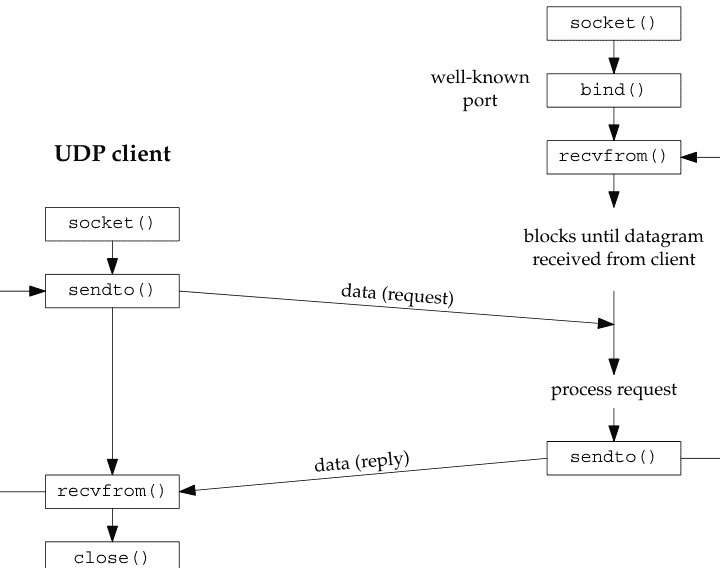 socket()
well-known
port
bind()
recvfrom()
UDP client
socket()
blocks until datagram
received from client
sendto()
data (request)
process request
sendto()
data (reply)
recvfrom()
close()